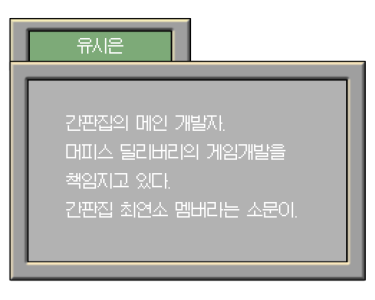 유시은
간판집의 메인 개발자.
머피스 딜리버리의 게임개발을
책임지고 있다.
간판집 최연소 멤버라는 소문이.